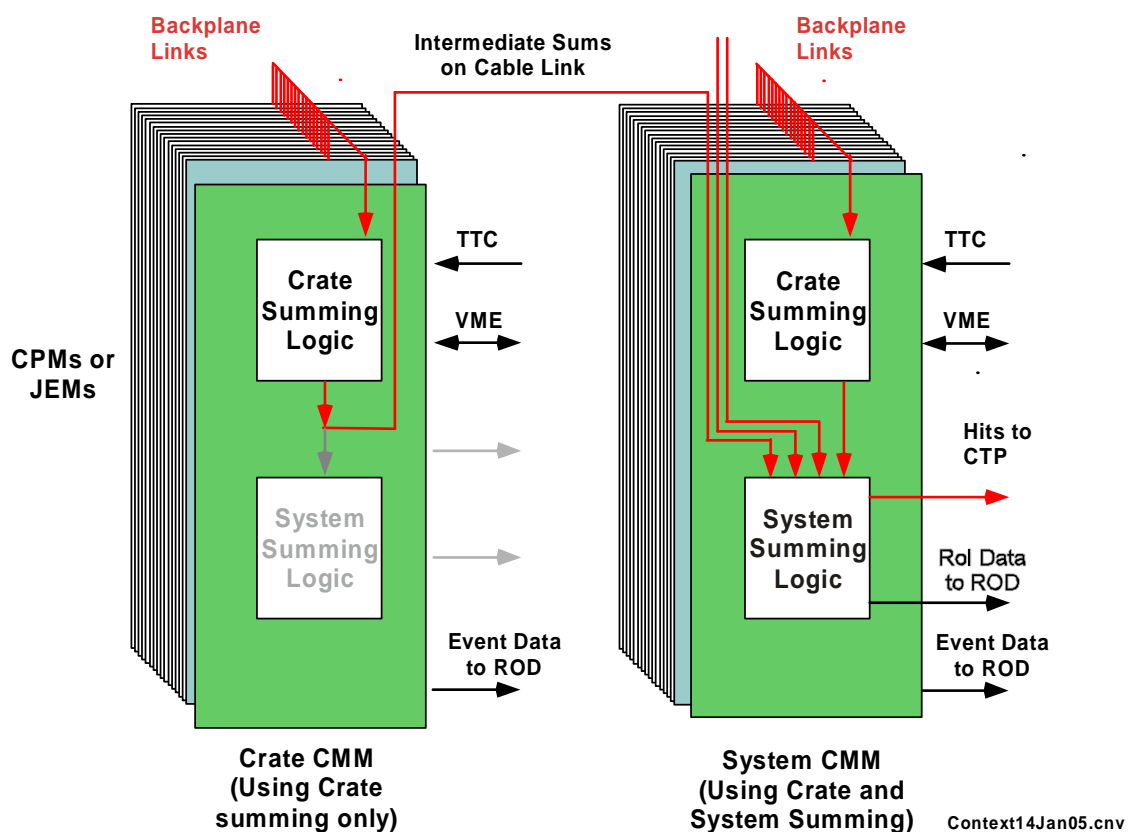 Backplane
Links
Intermediate Sums
on Cable Link
Backplane
Links
CPMs or
JEMs
Crate
Summing
Logic
System
Summing
Logic
TTC
VME
Event Data
to ROD
Crate CMM
(Using Crate
summing only)
Crate
Summing
Logic
System
Summing
Logic
TTC
VME
Hits to
CTP
RoI Data
to ROD
Event Data
to ROD
System CMM
(Using Crate and
System Summing)
Context14Jan05.cnv